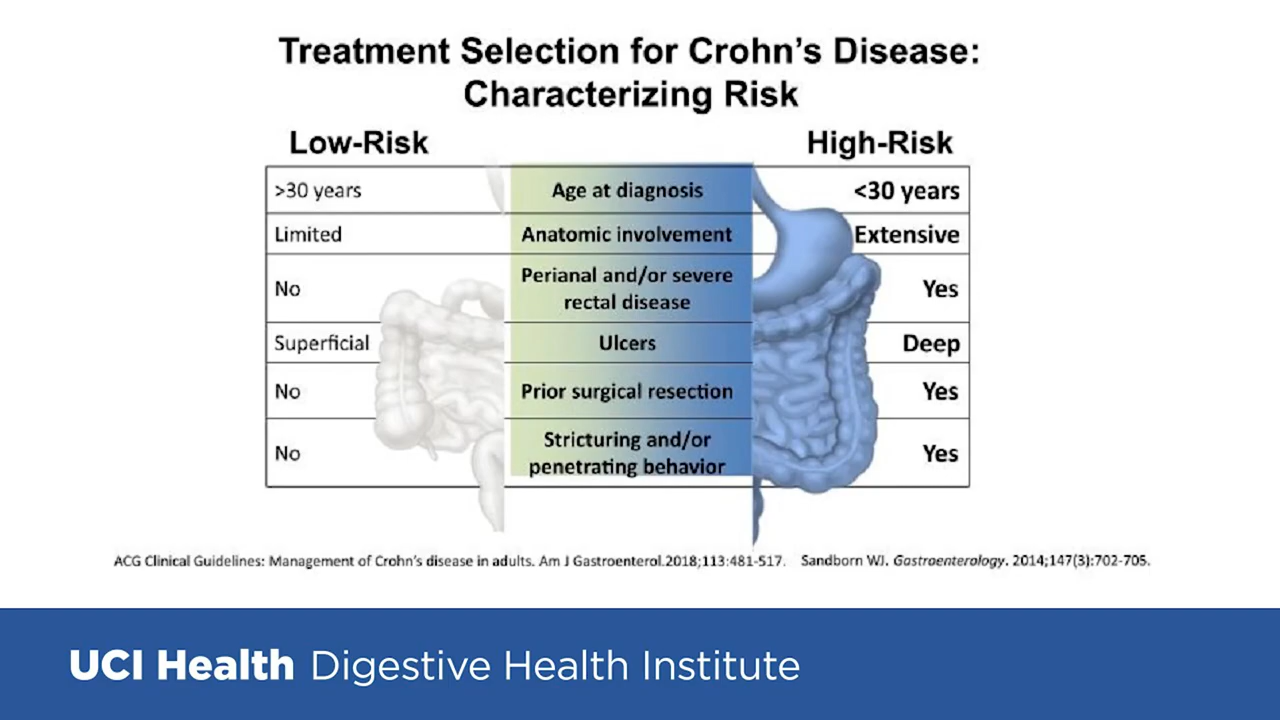 Treatment Selection for Crohn's Disease:
Characterizing Risk
Low-Risk
High-Risk
>30 years Age at diagnosis <30 years
Limited Anatomic involvement Extensive
No Perianal and/or severe rectal disease Yes
Superficial Ulcers Deep
No Prior surgical resection Yes
No Stricturing and/or penetrating behavior Yes
ACG Clinical Guidelines: Management of Crohn's disease in adults. Am J Gastroenterol.2018;113:481-517. Sandborn WJ. Gastroenterology. 2014;147(3):702-705.
UCI Health Digestive Health Institute